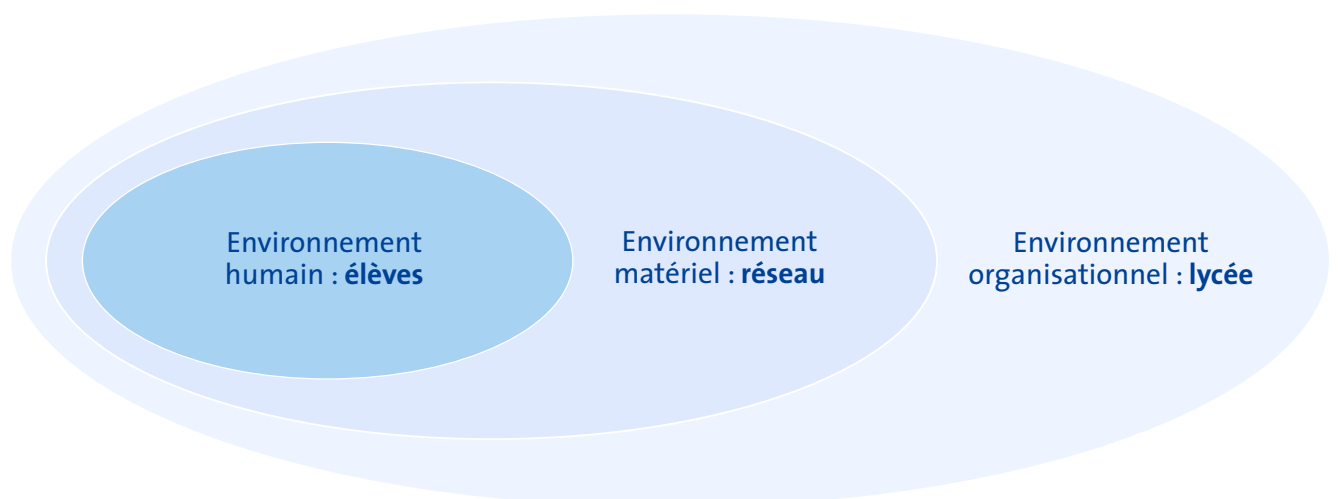 Environnement
humain : élèves
Environnement
matériel : réseau
Environnement
organisationnel : lycée